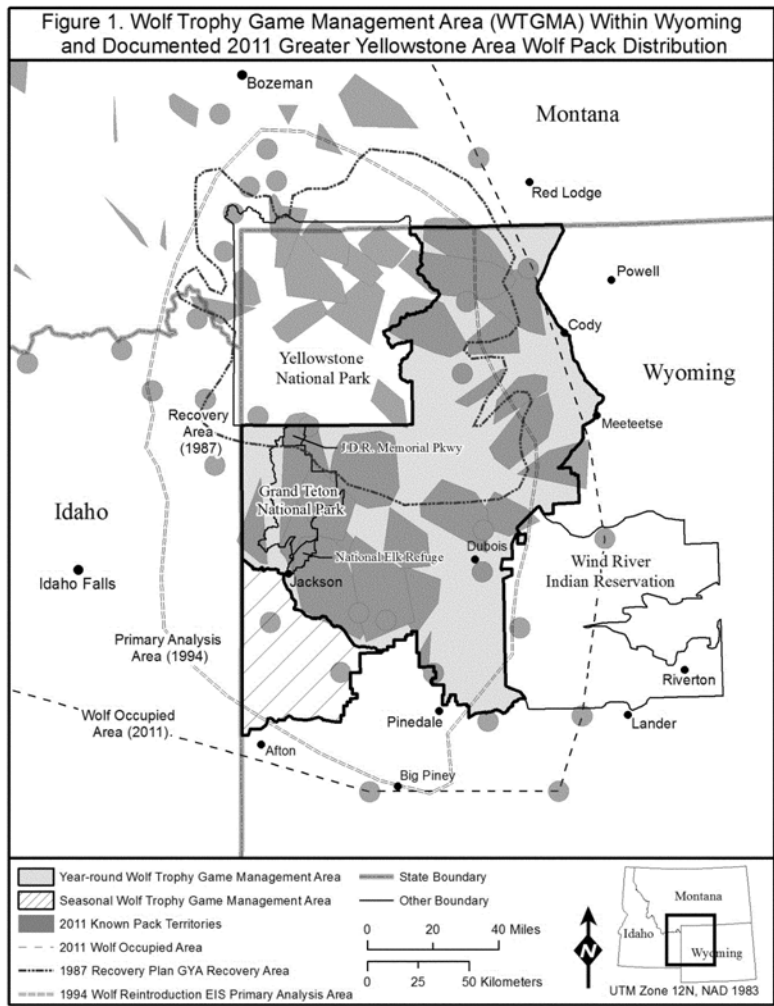 Figure 1. Wolf Trophy Game Management Area (WTGMA) Within Wyoming
and Documented 2011 Greater Yellowstone Area Wolf Pack Distribution
Bozeman
Montana
Red Lodge
Powell
Cody
Yellowstone
National Park
Wyoming
Recovery
Area
(1987)
Meeteetse
J.D.R. Memorial Pkwy
Grand Teton
National Park
Idaho
National Elk Refuge
Dubois
Wind River
Indian Reservation
Idaho Falls
Jackson
Primary Analysis
Area (1994)
Riverton
Wolf Occupied
Area (2011).
Pinedale
Lander
Afton
Big Piney
Year-round Wolf Trophy Game Management Area
Seasonal Wolf Trophy Game Management Area
2011 Known Pack Territories
2011 Wolf Occupied Area
1987 Recovery Plan GYA Recovery Area
1994 Wolf Reintroduction EIS Primary Analysis Area
State Boundary
Other Boundary
0 20 40 Miles
0 25 50 Kilometers
N
Montana
Idaho
Wyoming
UTM Zone 12N, NAD 1983